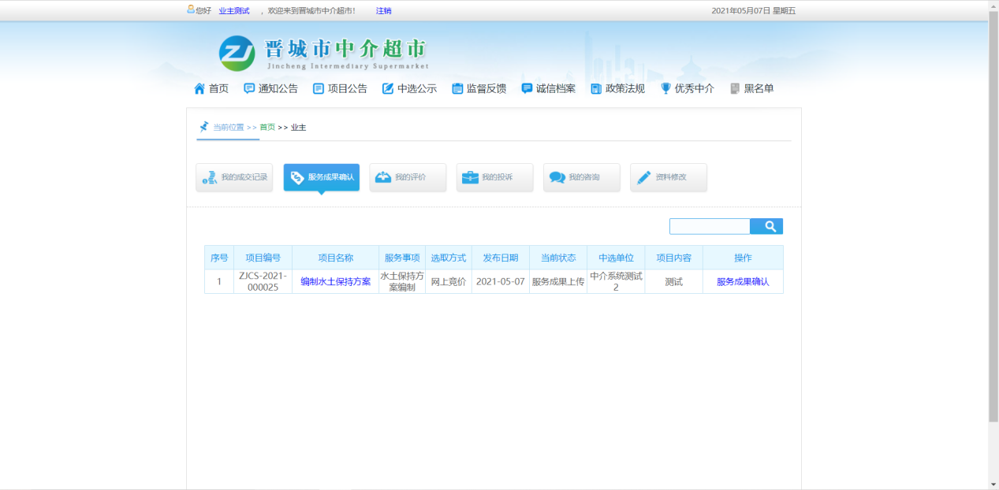 您好 业主测试 ，欢迎来到晋城市中介超市！ 注销 2021年05月07日 星期五
晋城市中介超市
Jincheng Intermediary Supermarket
首页 通知公告 项目公告 中选公示 监督反馈 诚信档案 政策法规 优秀中介 黑名单
当前位置 >> 首页 >> 业主
我的成交记录 服务成果确认 我的评价 我的投诉 我的咨询 资料修改
序号 项目编号 项目名称 服务事项 选取方式 发布日期 当前状态 中选单位 项目内容 操作
1 ZJCS-2021-000025 编制水土保持方案 水土保持方案编制 网上竞价 2021-05-07 服务成果上传 中介系统测试2 测试 服务成果确认